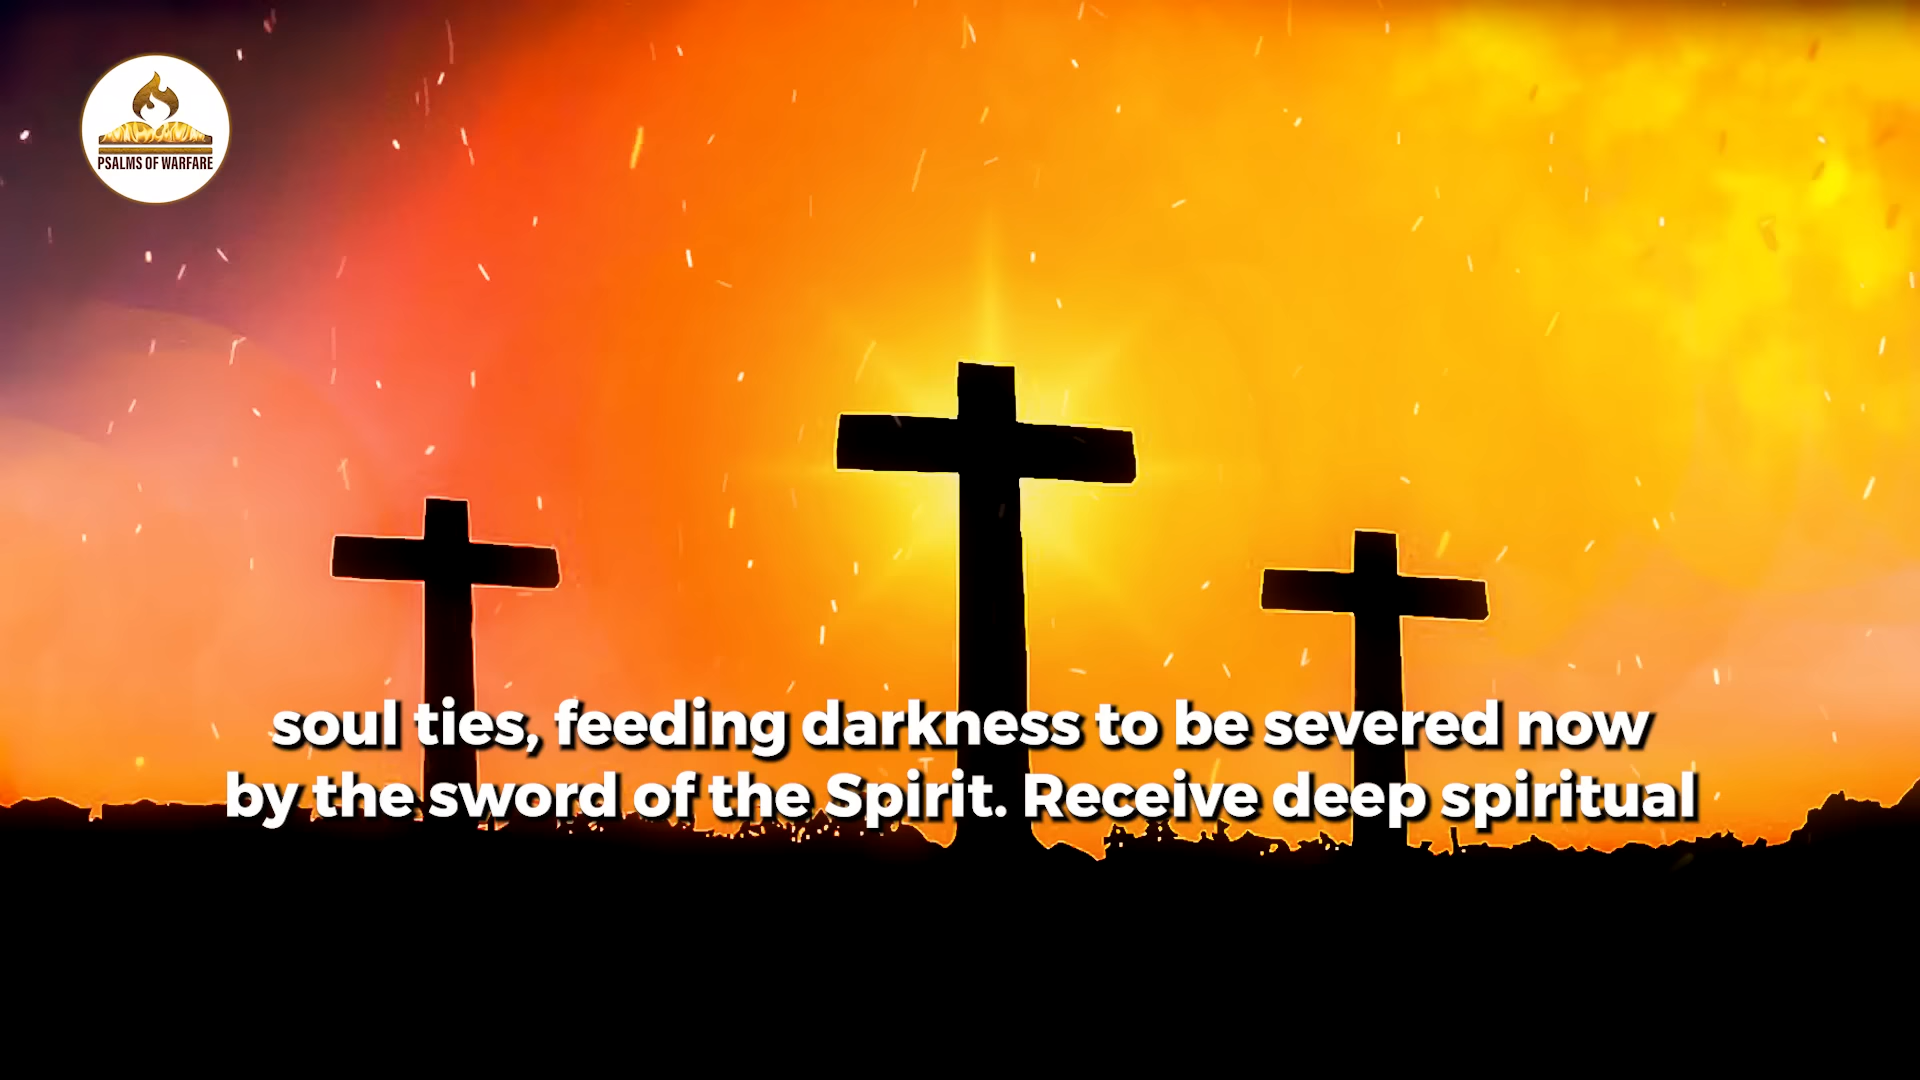 PSALMS OF WARFARE
soul ties, feeding darkness to be severed now
by the sword of the Spirit. Receive deep spiritual